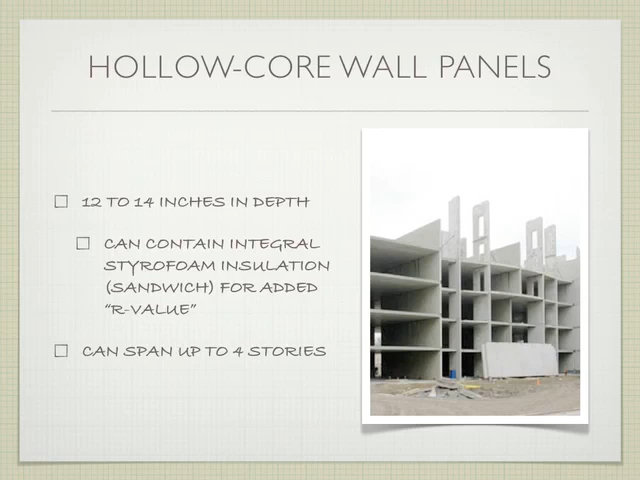 HOLLOW-CORE WALL PANELS
12 TO 14 INCHES IN DEPTH
CAN CONTAIN INTEGRAL
STYROFOAM INSULATION
(SANDWICH) FOR ADDED
“R-VALUE”
CAN SPAN UP TO 4 STORIES